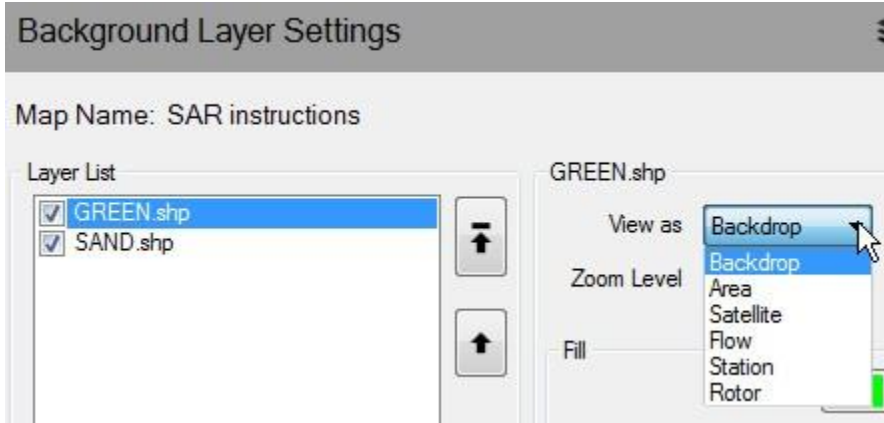 Background Layer Settings
Map Name: SAR instructions
Layer List
GREEN.shp
SAND.shp
GREEN.shp
View as
Backdrop
Backdrop
Area
Satellite
Flow
Station
Rotor
Zoom Level
Fill